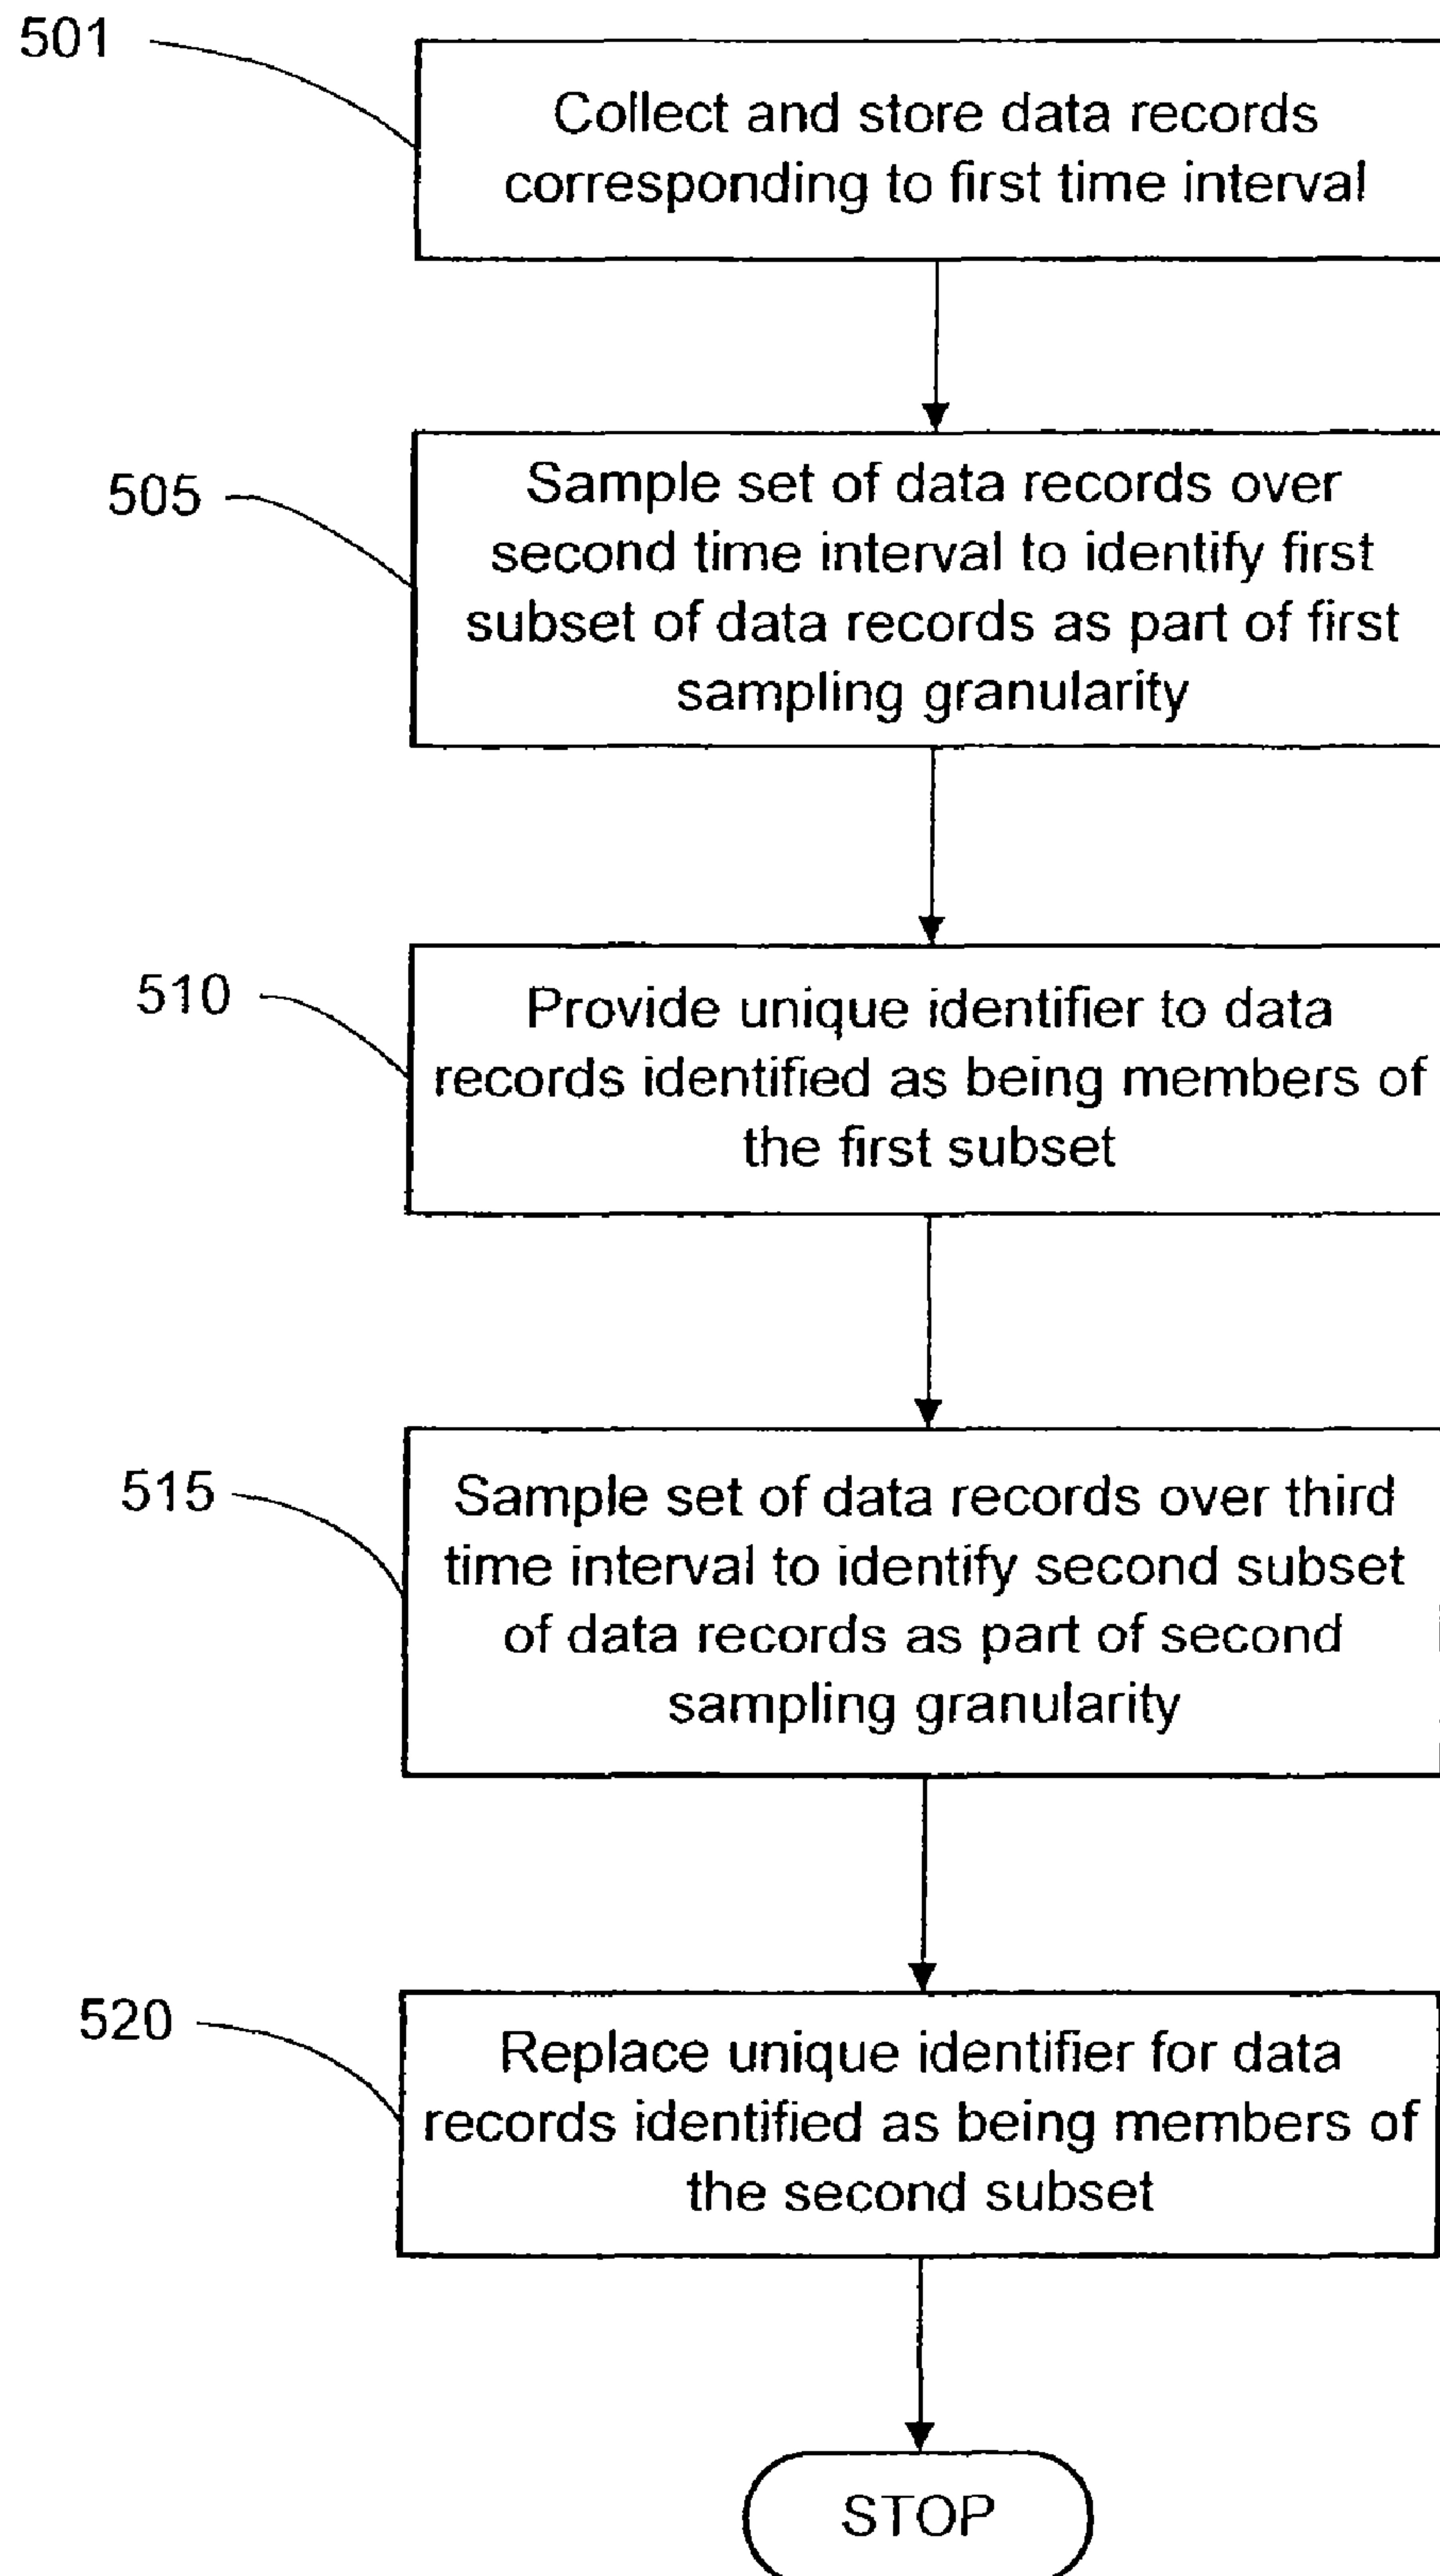 501
Collect and store data records
corresponding to first time interval
505
Sample set of data records over
second time interval to identify first
subset of data records as part of first
sampling granularity
510
Provide unique identifier to data
records identified as being members of
the first subset
515
Sample set of data records over third
time interval to identify second subset
of data records as part of second
sampling granularity
520
Replace unique identifier for data
records identified as being members of
the second subset
STOP